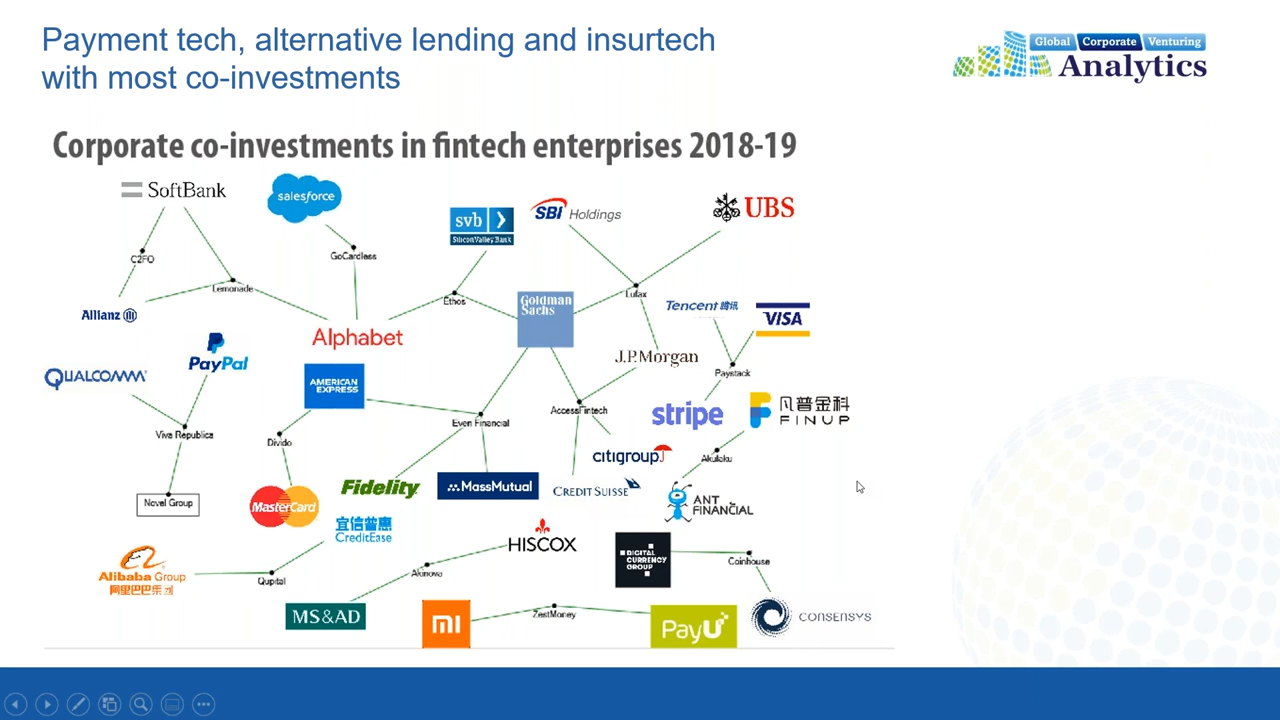 Payment tech, alternative lending and insurtech
with most co-investments
Global Corporate Venturing
Analytics
Corporate co-investments in fintech enterprises 2018-19
SoftBank
salesforce
svb
Silicon Valley Bank
SBI Holdings
UBS
C2FO
GoCardless
Lemonade
Ethos
Lufax
Goldman
Sachs
Tencent 腾讯
VISA
Allianz
Alphabet
PayPal
J.P.Morgan
QUALCOMM
AMERICAN
EXPRESS
Paystack
Viva Republica
Divido
Even Financial
AccessFintech
stripe
凡普金科
FINUP
citigroup
Akulaku
Novel Group
MasterCard
Fidelity
MassMutual
CREDIT SUISSE
ANT
FINANCIAL
宜信普惠
CreditEase
HISCOX
DIGITAL
CURRENCY
GROUP
Coinhouse
Alibaba Group
阿里巴巴集团
Qupital
Akinova
MS&AD
MI
ZestMoney
PayU
CONSENSYS